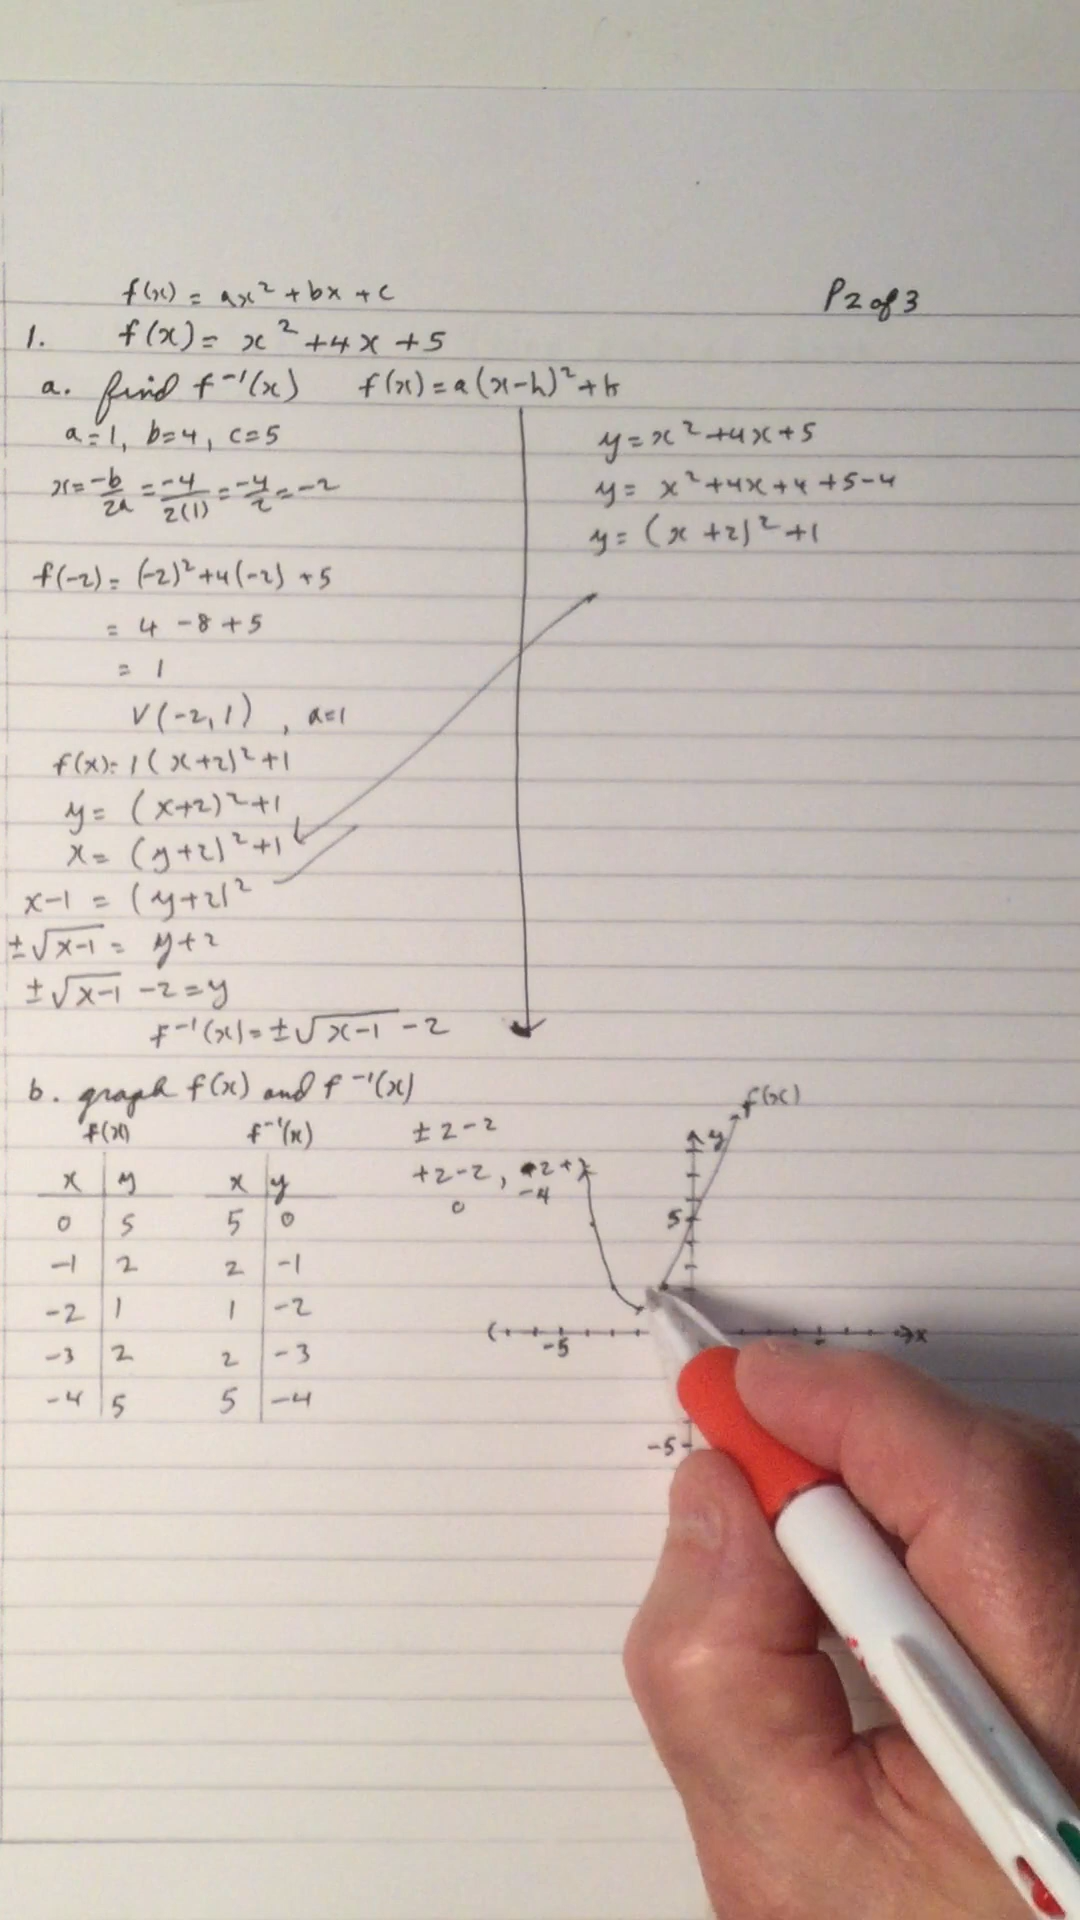 f(x) = ax² + bx + c
P2 of 3
1. f(x) = x² + 4x + 5
a. find f⁻¹(x) f(x) = a(x-h)² + k
a=1, b=4, c=5
x = -b/2a = -4/2(1) = -4/2 = -2
f(-2) = (-2)² + 4(-2) + 5
= 4 - 8 + 5
= 1
V(-2, 1), a=1
f(x) = 1(x+2)² + 1
y = (x+2)² + 1
x = (y+2)² + 1
x-1 = (y+2)²
±√x-1 = y+2
±√x-1 -2 = y
f⁻¹(x) = ±√x-1 -2
y = x² + 4x + 5
y = x² + 4x + 4 + 5 - 4
y = (x+2)² + 1
b. graph f(x) and f⁻¹(x)
f(x) f⁻¹(x)
x y x y
0 5 5 0
-1 2 2 -1
-2 1 1 -2
-3 2 2 -3
-4 5 5 -4
±2-2
+2-2,
0 -4
f(x)
y
5
-5
x
-5